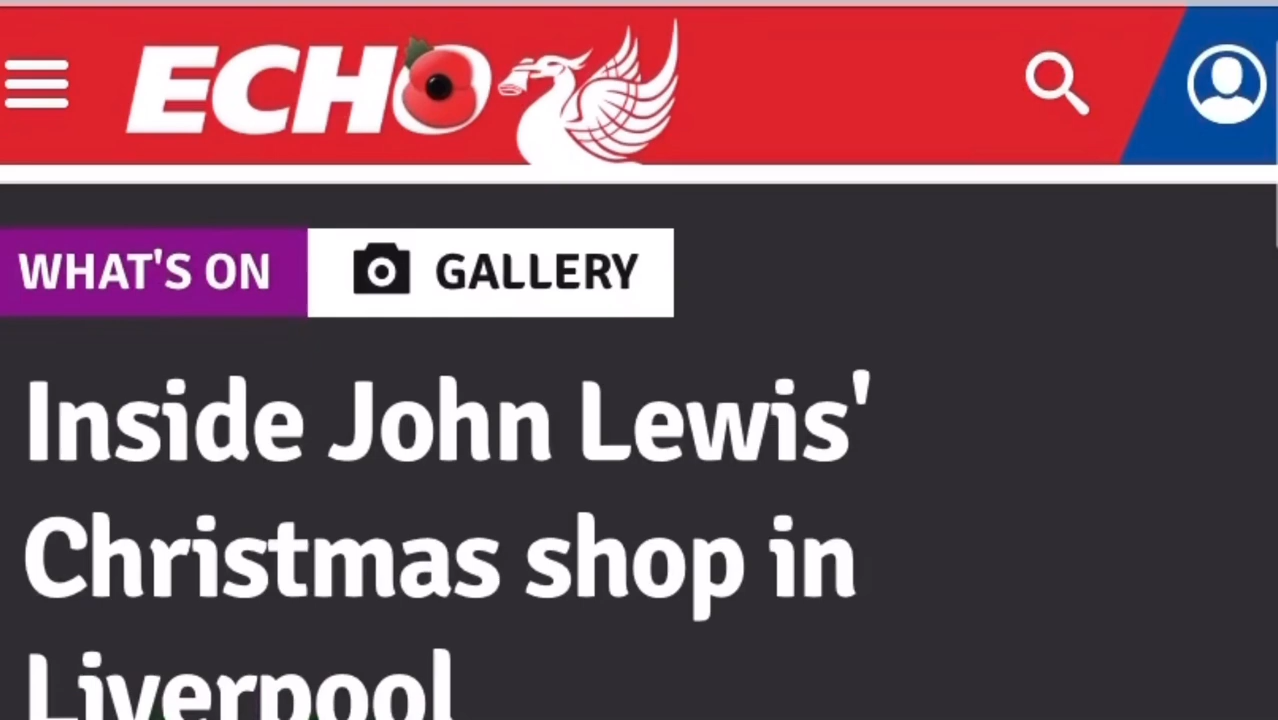 ECHO
WHAT'S ON
GALLERY
Inside John Lewis'
Christmas shop in
Liverpool